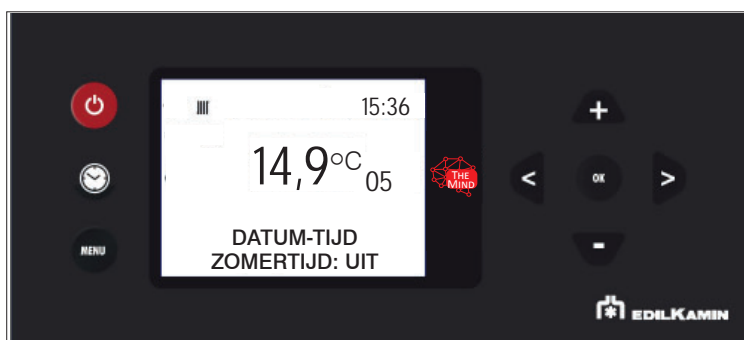 15:36
14,9°C 05
THE
MIND
<
OK
>
+
-
MENU
DATUM-TIJD
ZOMERTIJD: UIT
EDILKAMIN